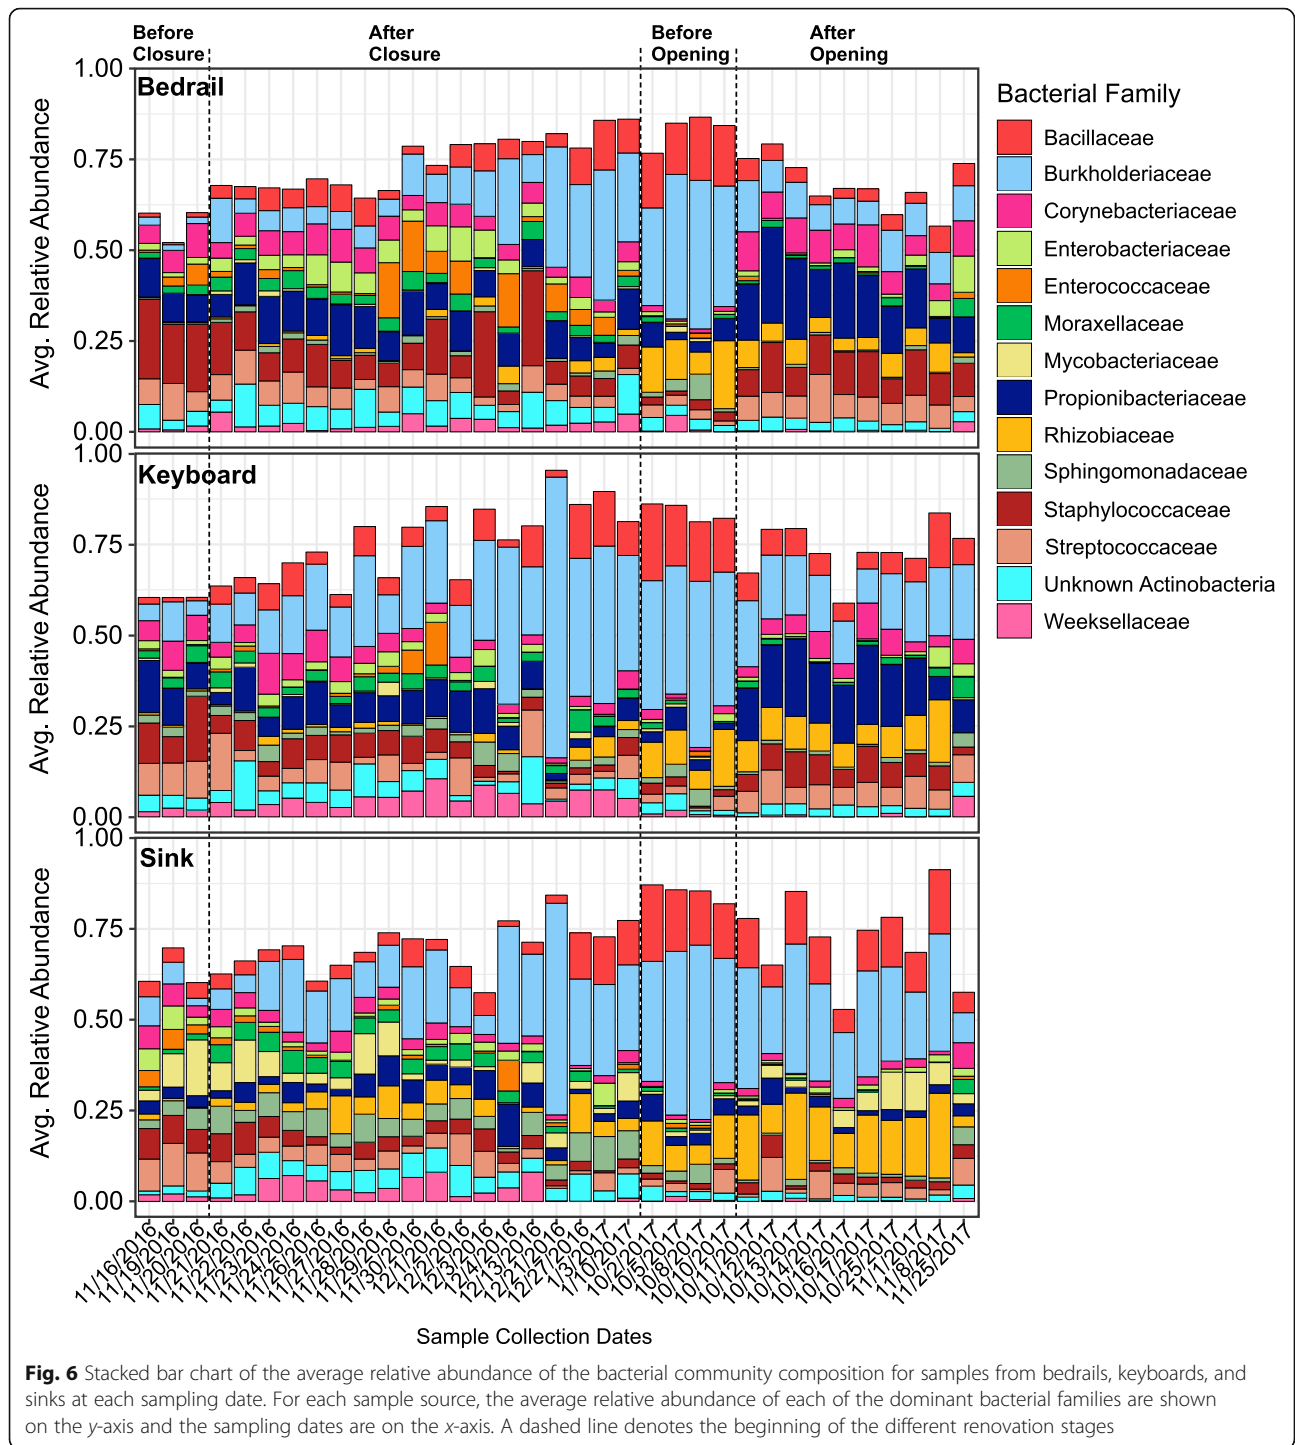 Before
Closure
After
Closure
Before
Opening
After
Opening
Bedrail
Avg. Relative Abundance
1.00
0.75
0.50
0.25
0.00
Keyboard
Avg. Relative Abundance
1.00
0.75
0.50
0.25
0.00
Sink
Avg. Relative Abundance
1.00
0.75
0.50
0.25
0.00
Bacterial Family
Bacillaceae
Burkholderiaceae
Corynebacteriaceae
Enterobacteriaceae
Enterococcaceae
Moraxellaceae
Mycobacteriaceae
Propionibacteriaceae
Rhizobiaceae
Sphingomonadaceae
Staphylococcaceae
Streptococcaceae
Unknown Actinobacteria
Weeksellaceae
11/16/2016
11/19/2016
11/20/2016
11/21/2016
11/22/2016
11/23/2016
11/24/2016
11/26/2016
11/27/2016
11/28/2016
11/29/2016
11/30/2016
12/1/2016
12/2/2016
12/3/2016
12/4/2016
12/13/2016
12/21/2016
12/27/2016
1/3/2017
1/10/2017
10/2/2017
10/5/2017
10/8/2017
10/10/2017
10/11/2017
10/12/2017
10/13/2017
10/14/2017
10/16/2017
10/17/2017
10/25/2017
11/1/2017
11/8/2017
11/25/2017
Sample Collection Dates
Fig. 6 Stacked bar chart of the average relative abundance of the bacterial community composition for samples from bedrails, keyboards, and
sinks at each sampling date. For each sample source, the average relative abundance of each of the dominant bacterial families are shown
on the y-axis and the sampling dates are on the x-axis. A dashed line denotes the beginning of the different renovation stages